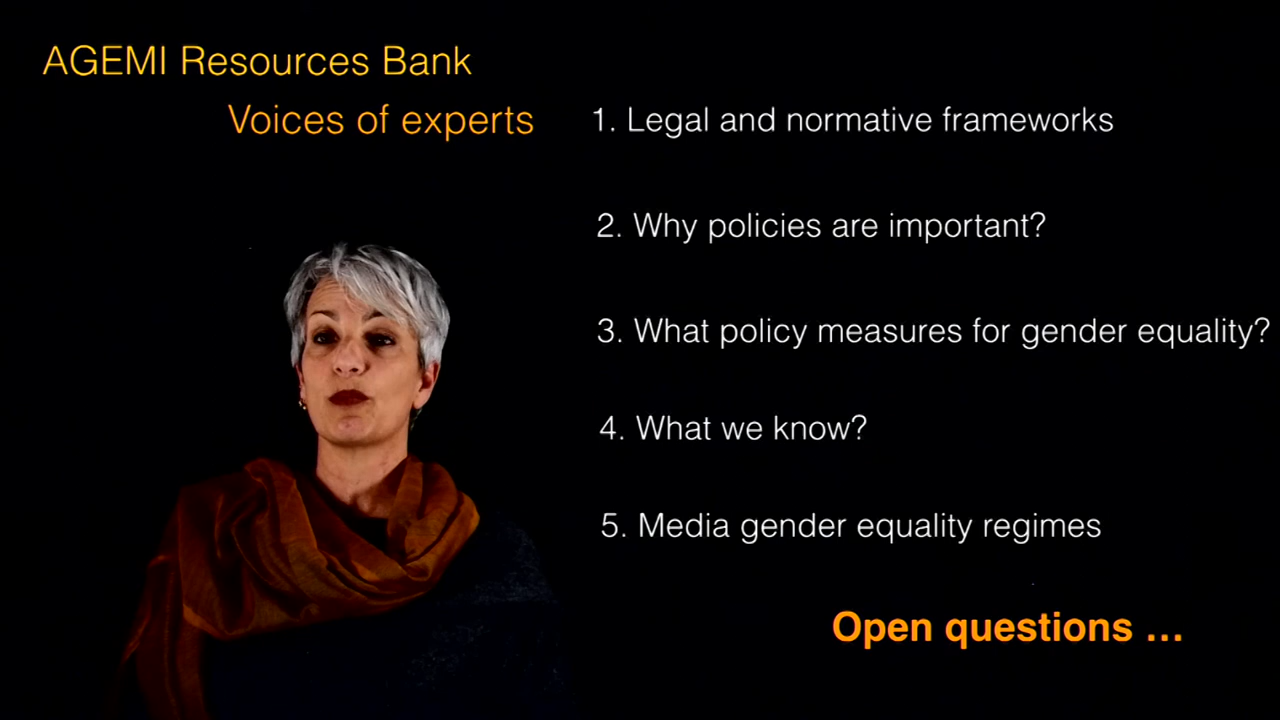 AGEMI Resources Bank
Voices of experts
1. Legal and normative frameworks
2. Why policies are important?
3. What policy measures for gender equality?
4. What we know?
5. Media gender equality regimes
Open questions ...